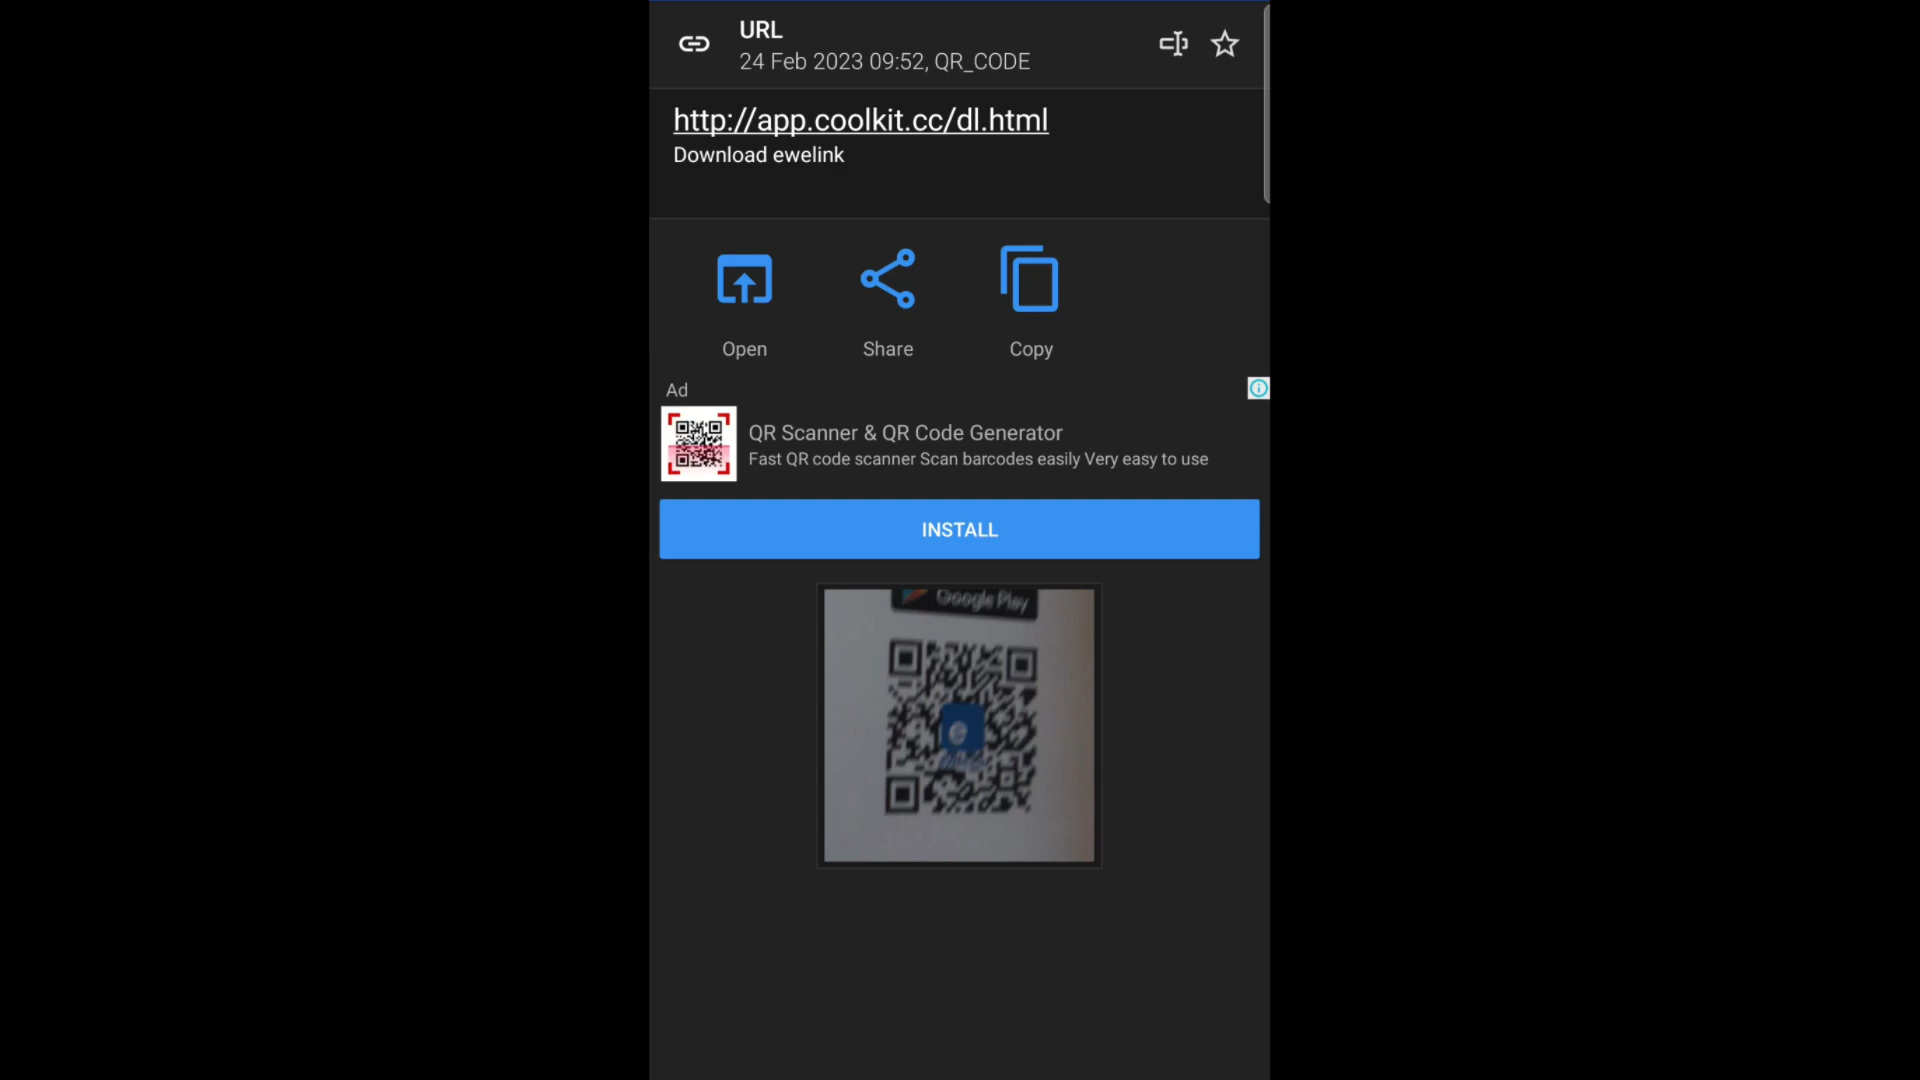 URL
24 Feb 2023 09:52, QR_CODE
http://app.coolkit.cc/dl.html
Download ewelink
Open
Share
Copy
Ad
QR Scanner & QR Code Generator
Fast QR code scanner Scan barcodes easily Very easy to use
INSTALL
Google Play